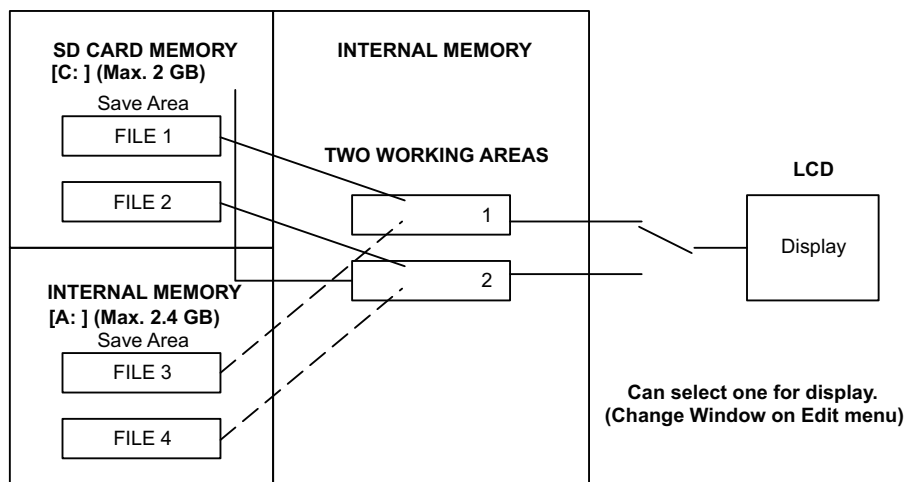 SD CARD MEMORY
[C: ] (Max. 2 GB)
Save Area
FILE 1
FILE 2
INTERNAL MEMORY
[A: ] (Max. 2.4 GB)
Save Area
FILE 3
FILE 4
INTERNAL MEMORY
TWO WORKING AREAS
1
2
LCD
Display
Can select one for display.
(Change Window on Edit menu)